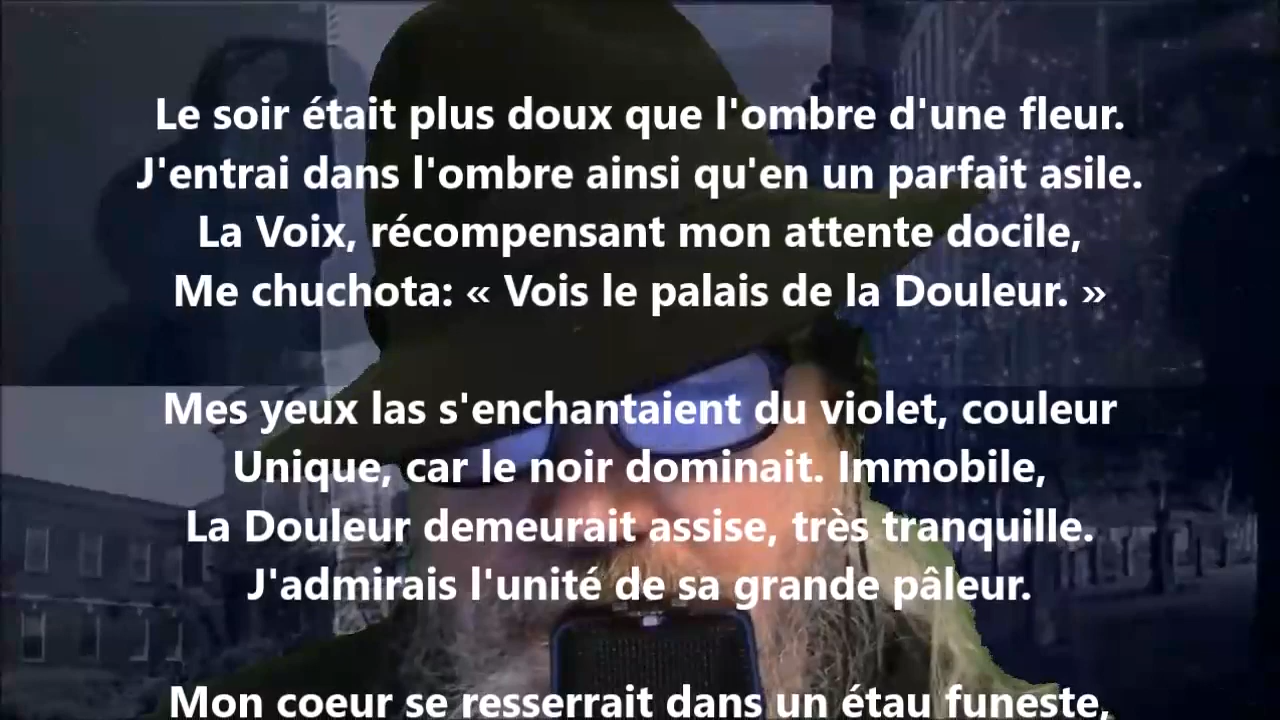 Le soir était plus doux que l'ombre d'une fleur.
J'entrai dans l'ombre ainsi qu'en un parfait asile.
La Voix, récompensant mon attente docile,
Me chuchota: « Vois le palais de la Douleur. »
Mes yeux las s'enchantaient du violet, couleur
Unique, car le noir dominait. Immobile,
La Douleur demeurait assise, très tranquille.
J'admirais l'unité de sa grande pâleur.
Mon coeur se resserrait dans un étau funeste,